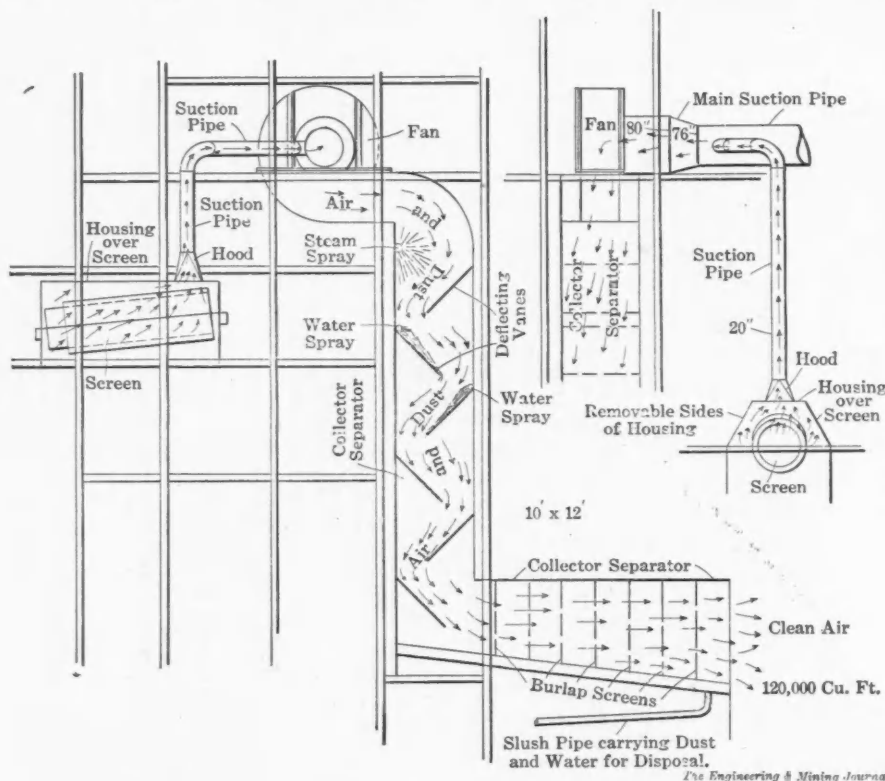 Suction
Pipe
Fan
Main Suction Pipe
Fan
80"
76"
Air
and
Dust
Suction
Pipe
Housing
over
Screen
Hood
Steam
Spray
Deflecting
Vanes
Collector
Separator
Suction
Pipe
Water
Spray
20"
Screen
Hood
Housing
over
Screen
Dust
Water
Spray
Removable Sides
of Housing
Collector
Separator
and
Screen
10' x 12'
Air
Collector Separator
Clean Air
Burlap Screens
120,000 Cu. Ft.
Slush Pipe carrying Dust
and Water for Disposal.
The Engineering & Mining Journal